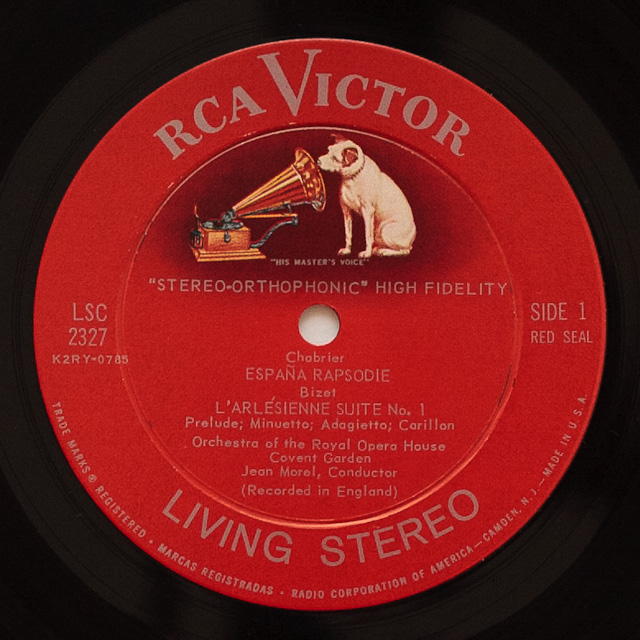 RCA VICTOR
"HIS MASTER'S VOICE"
"STEREO-ORTHOPHONIC" HIGH FIDELITY
LSC
2327
K2RY-0785
SIDE 1
RED SEAL
Chabrier
ESPAÑA RAPSODIE
Bizet
L'ARLÉSIENNE SUITE No. 1
Prelude; Minuetto; Adagietto; Carillon
Orchestra of the Royal Opera House
Covent Garden
Jean Morel, Conductor
(Recorded in England)
LIVING STEREO
TRADE MARKS ® REGISTERED • MARCAS REGISTRADAS • RADIO CORPORATION OF AMERICA—CAMDEN, N. J.—MADE IN U.S.A.